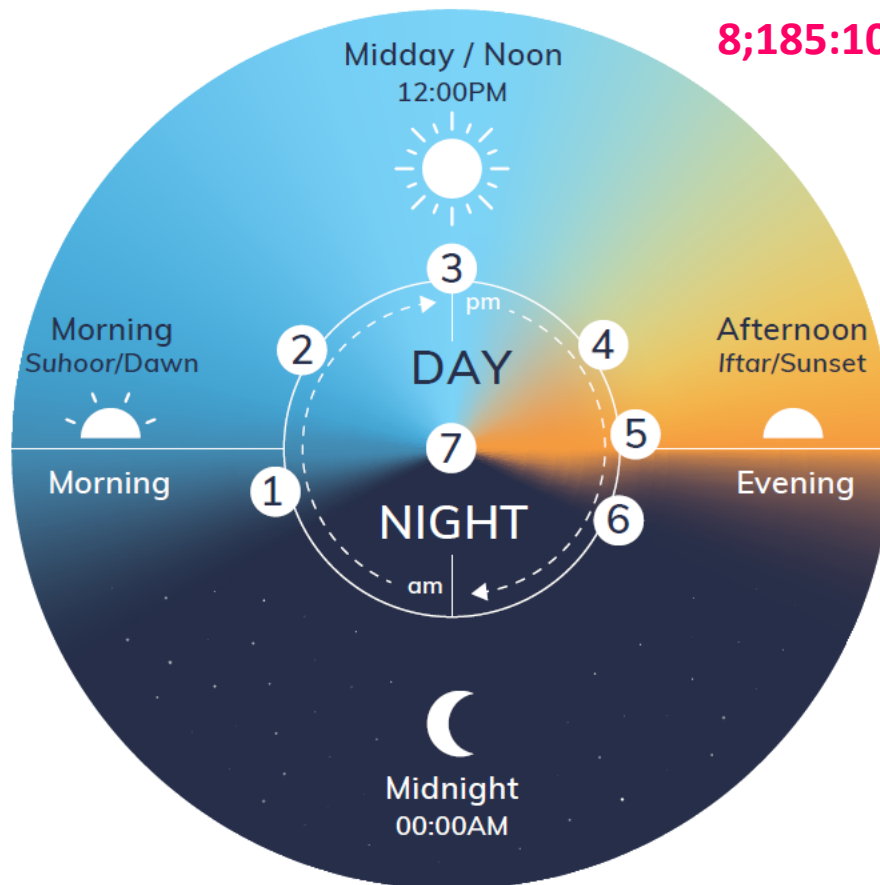 8;185:10
Midday / Noon
12:00PM
3
pm
Morning
Suhoor/Dawn
2
4
Afternoon
Iftar/Sunset
DAY
7
5
Morning
1
NIGHT
6
Evening
am
Midnight
00:00AM